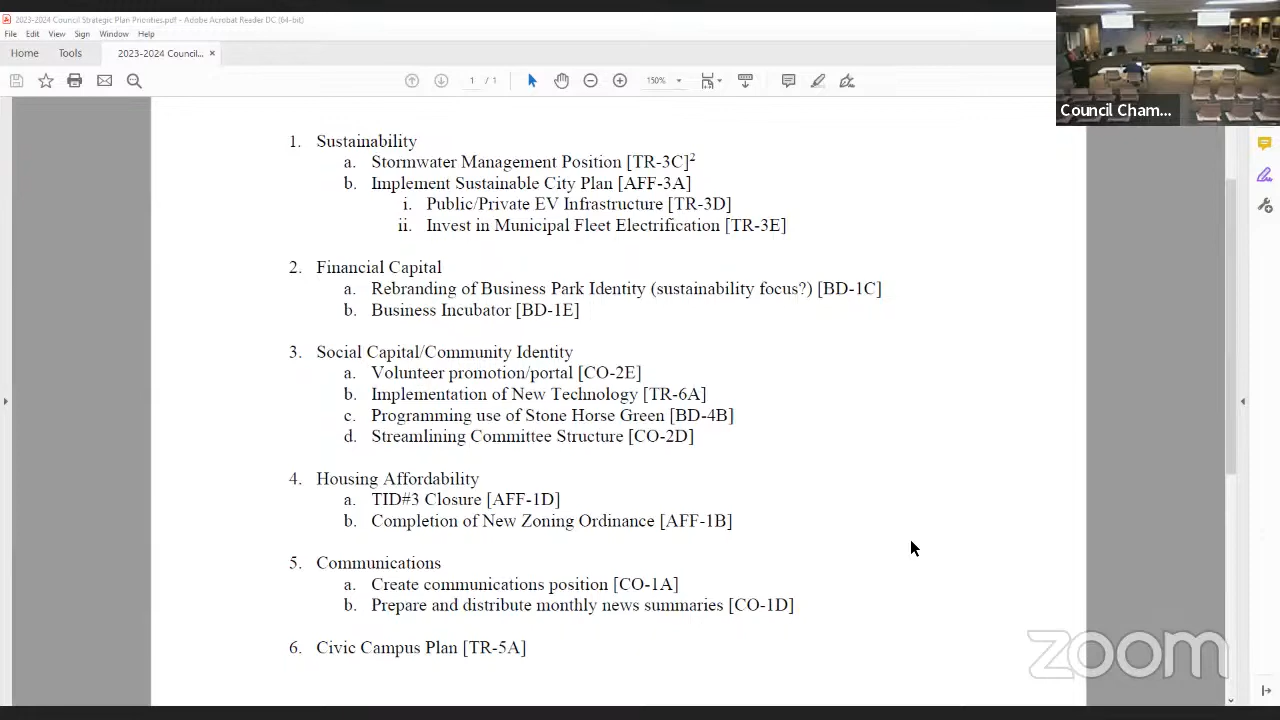 2023-2024 Council Strategic Plan Priorities.pdf - Adobe Acrobat Reader DC (64-bit)
File Edit View Sign Window Help
Home Tools 2023-2024 Council... ×
1 / 1 150%
Council Cham...
1. Sustainability
a. Stormwater Management Position [TR-3C]²
b. Implement Sustainable City Plan [AFF-3A]
i. Public/Private EV Infrastructure [TR-3D]
ii. Invest in Municipal Fleet Electrification [TR-3E]
2. Financial Capital
a. Rebranding of Business Park Identity (sustainability focus?) [BD-1C]
b. Business Incubator [BD-1E]
3. Social Capital/Community Identity
a. Volunteer promotion/portal [CO-2E]
b. Implementation of New Technology [TR-6A]
c. Programming use of Stone Horse Green [BD-4B]
d. Streamlining Committee Structure [CO-2D]
4. Housing Affordability
a. TID#3 Closure [AFF-1D]
b. Completion of New Zoning Ordinance [AFF-1B]
5. Communications
a. Create communications position [CO-1A]
b. Prepare and distribute monthly news summaries [CO-1D]
6. Civic Campus Plan [TR-5A]
zoom